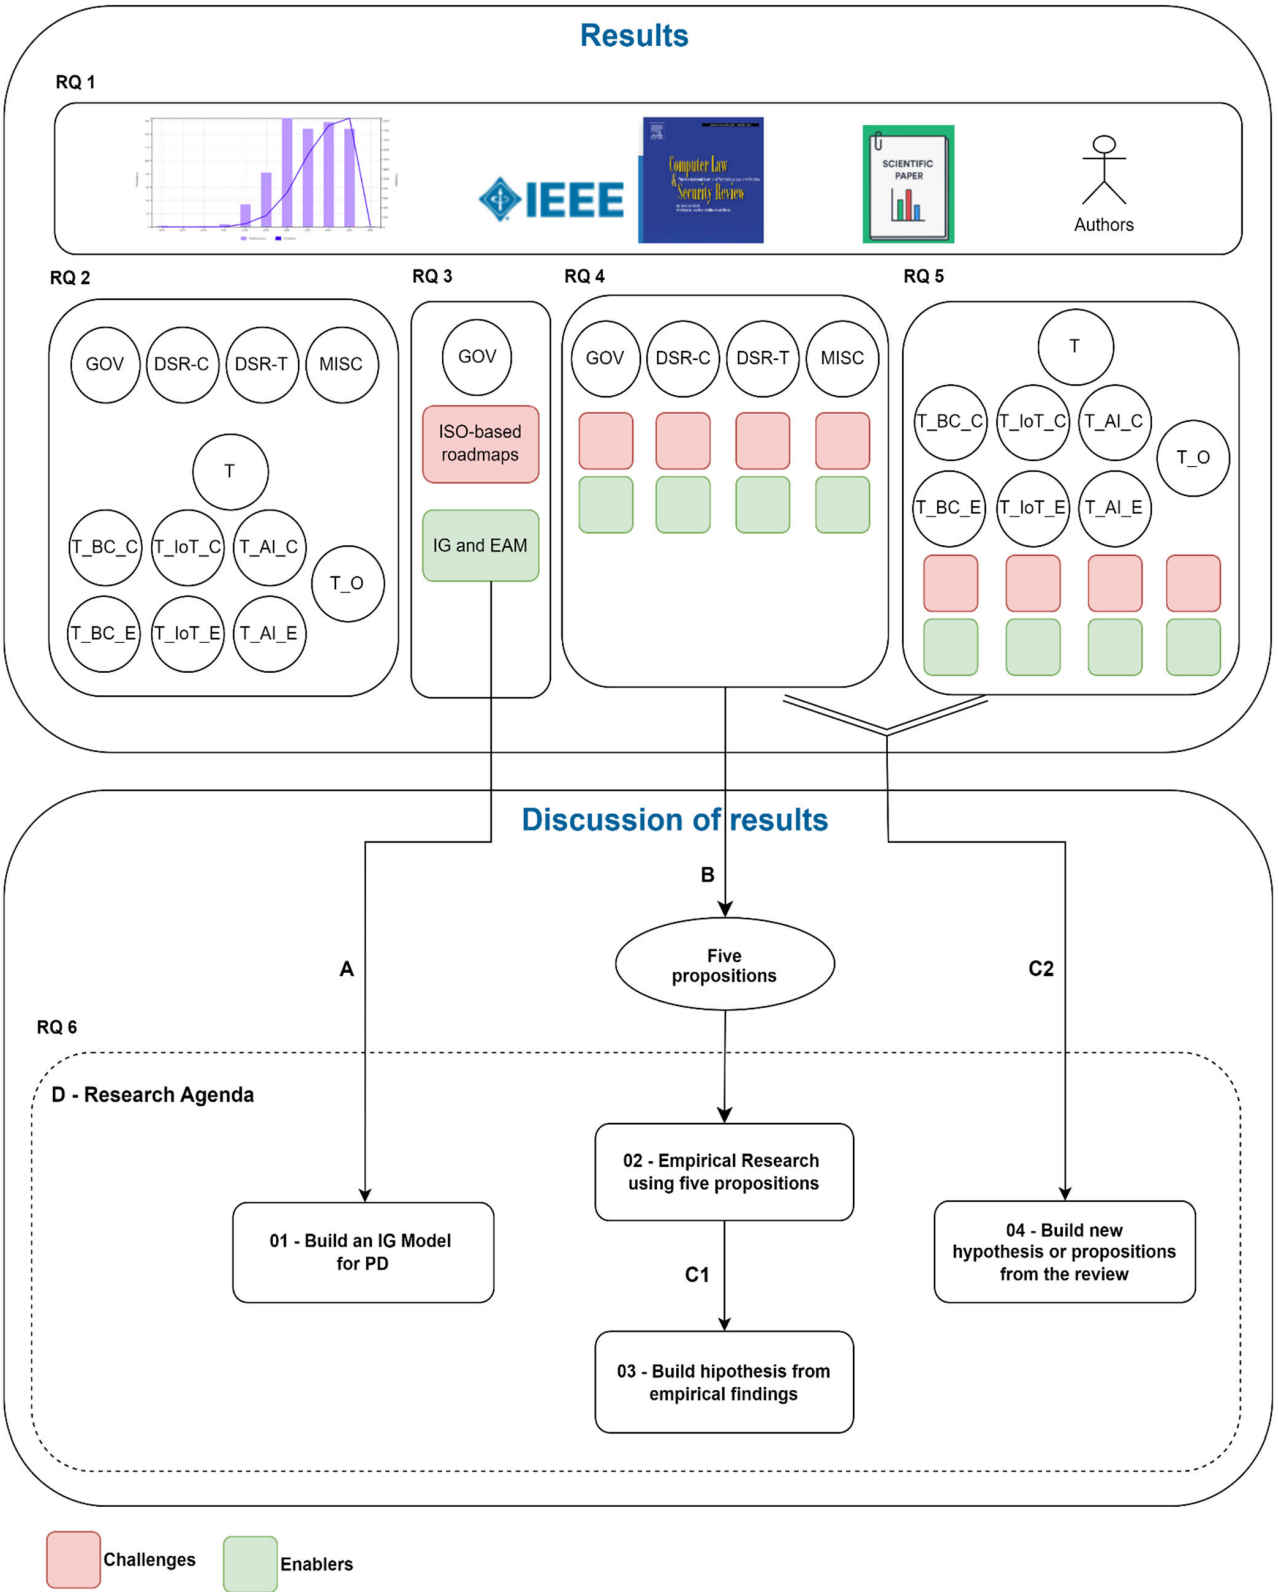 Results
RQ 1
IEEE
Computer Law
&
Security Review
SCIENTIFIC
PAPER
Authors
RQ 2
RQ 3
RQ 4
RQ 5
GOV
DSR-C
DSR-T
MISC
T
T_BC_C
T_IoT_C
T_AI_C
T_O
T_BC_E
T_IoT_E
T_AI_E
GOV
ISO-based
roadmaps
IG and EAM
GOV
DSR-C
DSR-T
MISC
T
T_BC_C
T_IoT_C
T_AI_C
T_O
T_BC_E
T_IoT_E
T_AI_E
Discussion of results
B
Five
propositions
A
C2
RQ 6
D - Research Agenda
02 - Empirical Research
using five propositions
01 - Build an IG Model
for PD
04 - Build new
hypothesis or propositions
from the review
C1
03 - Build hipothesis from
empirical findings
Challenges
Enablers